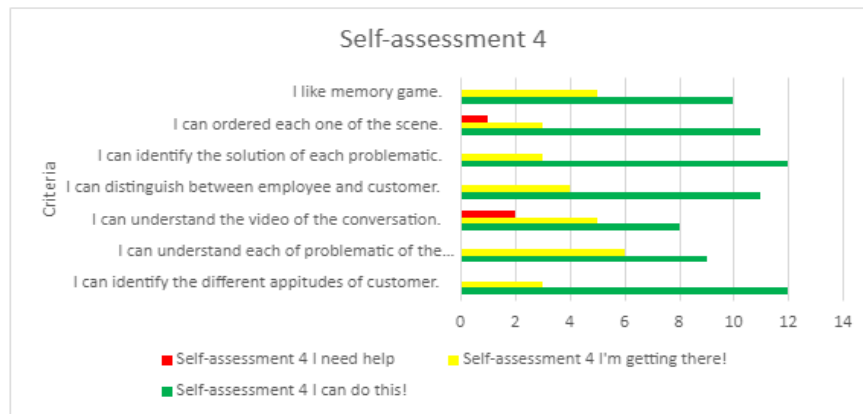 Self-assessment 4
Criteria
I like memory game.
I can ordered each one of the scene.
I can identify the solution of each problematic.
I can distinguish between employee and customer.
I can understand the video of the conversation.
I can understand each of problematic of the...
I can identify the different appitudes of customer.
0 2 4 6 8 10 12 14
Self-assessment 4 I need help
Self-assessment 4 I'm getting there!
Self-assessment 4 I can do this!